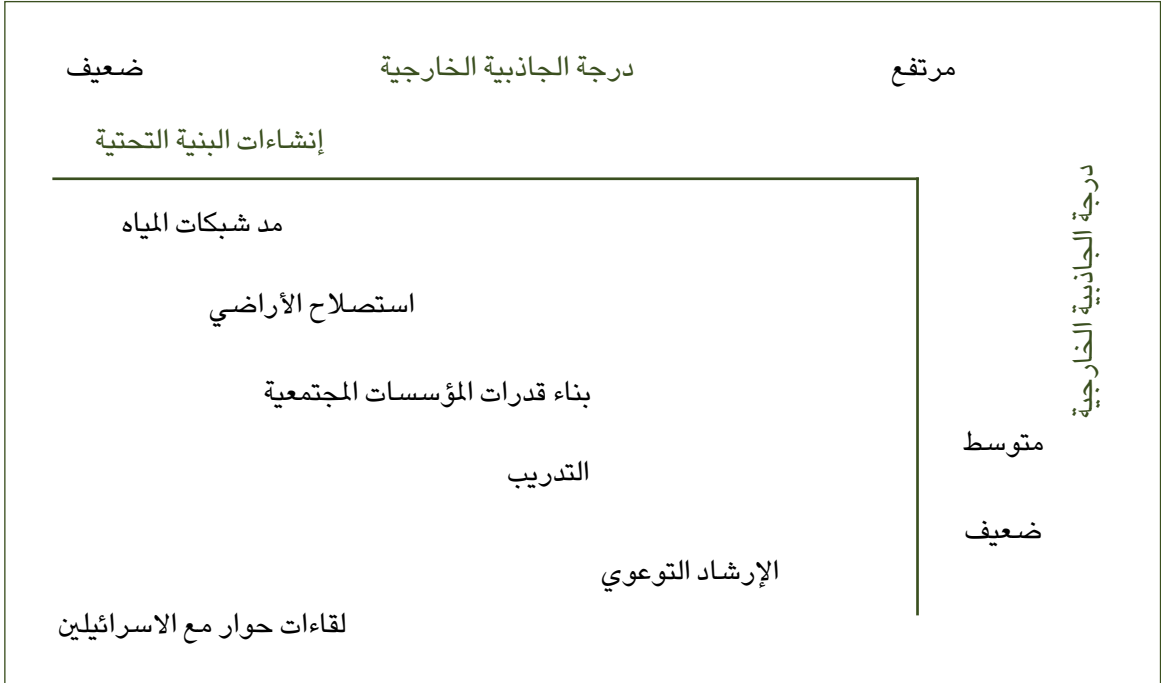 مرتفع
درجة الجاذبية الخارجية
ضعيف
إنشاءات البنية التحتية
درجة الجاذبية الخارجية
مد شبكات المياه
استصلاح الأراضي
بناء قدرات المؤسسات المجتمعية
متوسط
التدريب
ضعيف
الإرشاد التوعوي
لقاءات حوار مع الاسرائيلين